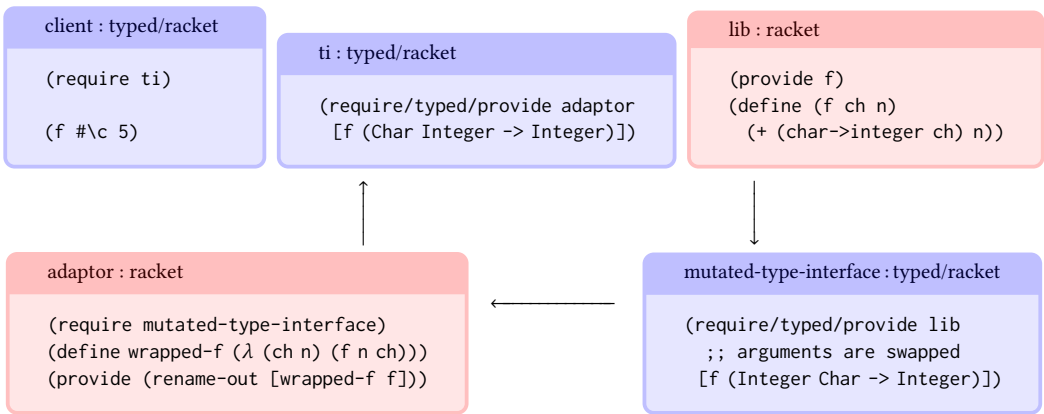 client : typed/racket
(require ti)
(f #\c 5)
ti : typed/racket
(require/typed/provide adaptor
[f (Char Integer -> Integer)])
lib : racket
(provide f)
(define (f ch n)
(+ (char->integer ch) n))
adaptor : racket
(require mutated-type-interface)
(define wrapped-f (λ (ch n) (f n ch)))
(provide (rename-out [wrapped-f f]))
mutated-type-interface : typed/racket
(require/typed/provide lib
;; arguments are swapped
[f (Integer Char -> Integer)])